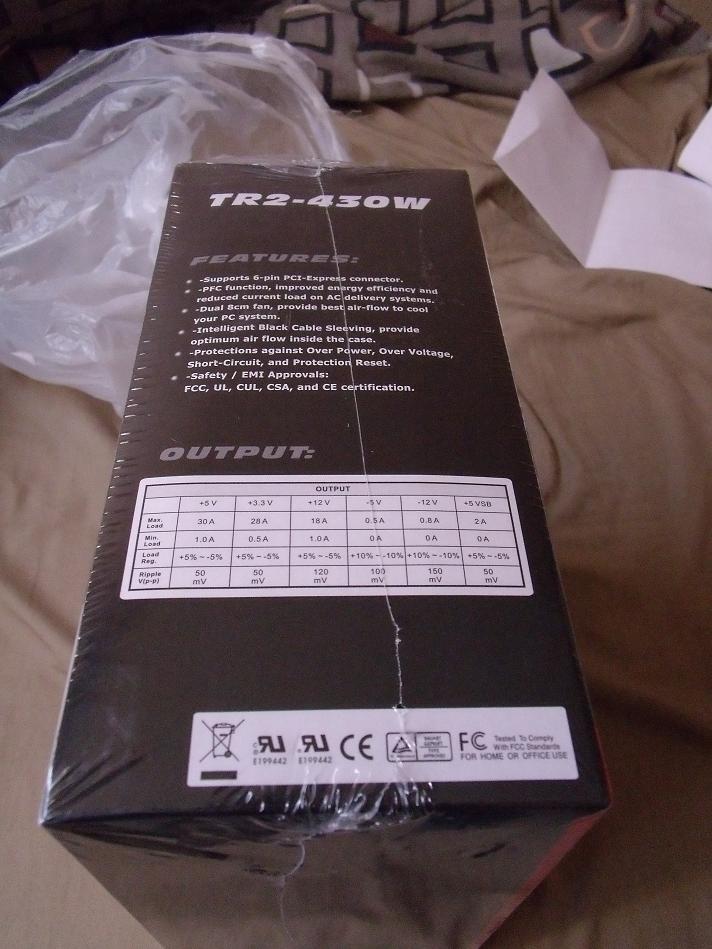 TR2-430W
FEATURES:
-Supports 6-pin PCI-Express connector.
-PFC function, improved energy efficiency and
reduced current load on AC delivery systems.
-Dual 8cm fan, provide best air-flow to cool
your PC system.
-Intelligent Black Cable Sleeving, provide
optimum air flow inside the case.
-Protections against Over Power, Over Voltage,
Short-Circuit, and Protection Reset.
-Safety / EMI Approvals:
FCC, UL, CUL, CSA, and CE certification.
OUTPUT:
OUTPUT
+5 V +3.3 V +12 V -5 V -12 V +5 VSB
Max. Load 30 A 28 A 18 A 0.5 A 0.8 A 2 A
Min. Load 1.0 A 0.5 A 1.0 A 0 A 0 A 0 A
Load Reg. +5% ~ -5% +5% ~ -5% +5% ~ -5% +10% ~ -10% +10% ~ -10% +5% ~ -5%
Ripple V(p-p) 50 mV 50 mV 120 mV 100 mV 150 mV 50 mV
E199442 E199442 CE FC Tested To Comply
With FCC Standards
FOR HOME OR OFFICE USE